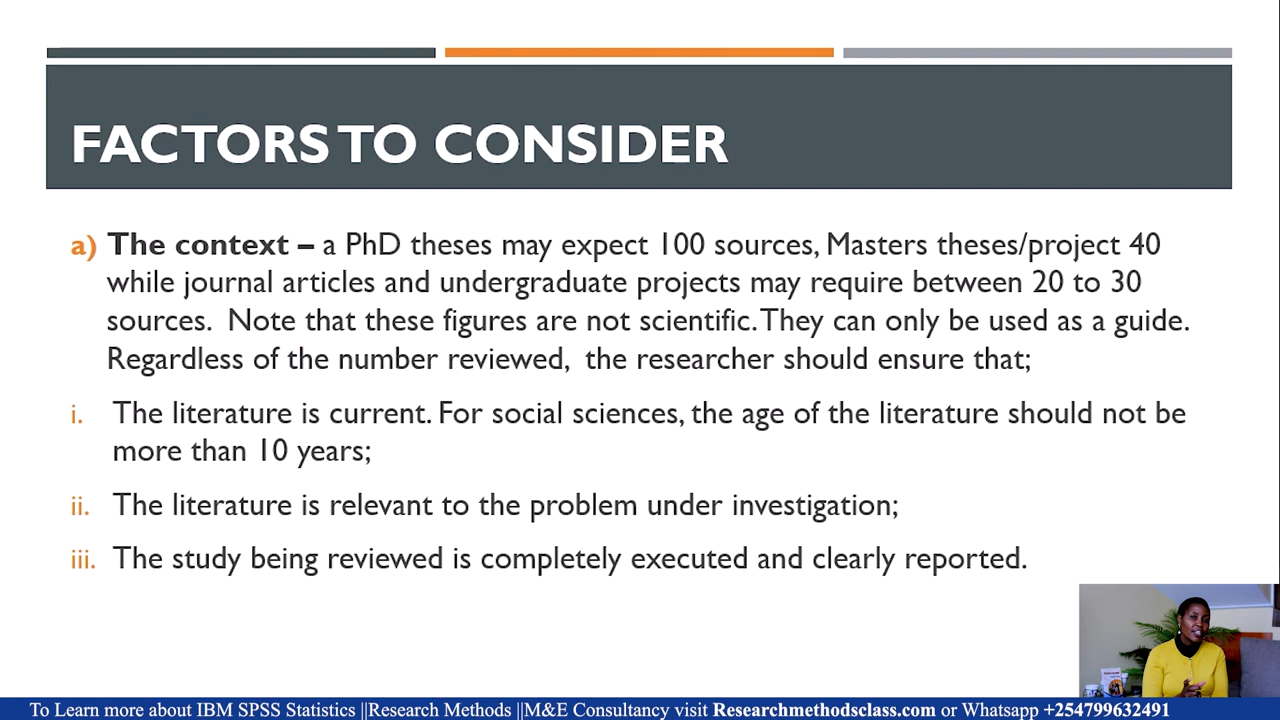 FACTORS TO CONSIDER
a) The context – a PhD theses may expect 100 sources, Masters theses/project 40
while journal articles and undergraduate projects may require between 20 to 30
sources.  Note that these figures are not scientific. They can only be used as a guide.
Regardless of the number reviewed,  the researcher should ensure that;
i. The literature is current. For social sciences, the age of the literature should not be
more than 10 years;
ii. The literature is relevant to the problem under investigation;
iii. The study being reviewed is completely executed and clearly reported.
To Learn more about IBM SPSS Statistics ||Research Methods ||M&E Consultancy visit Researchmethodsclass.com or Whatsapp +254799632491